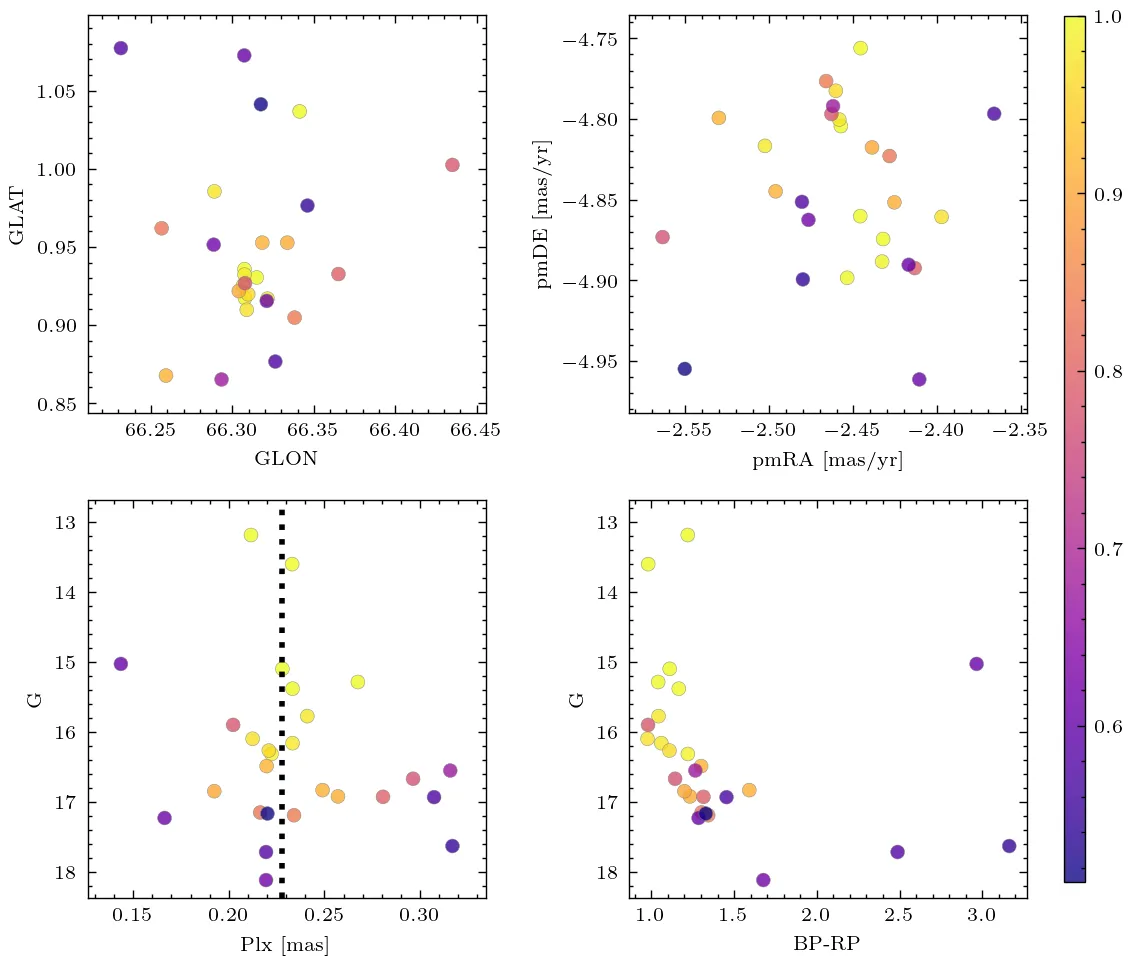 1.05
1.00
0.95
0.90
0.85
GLAT
66.25 66.30 66.35 66.40 66.45
GLON
−4.75
−4.80
−4.85
−4.90
−4.95
pmDE [mas/yr]
−2.55 −2.50 −2.45 −2.40 −2.35
pmRA [mas/yr]
13
14
15
16
17
18
G
0.15 0.20 0.25 0.30
Plx [mas]
13
14
15
16
17
18
G
1.0 1.5 2.0 2.5 3.0
BP-RP
1.0
0.9
0.8
0.7
0.6